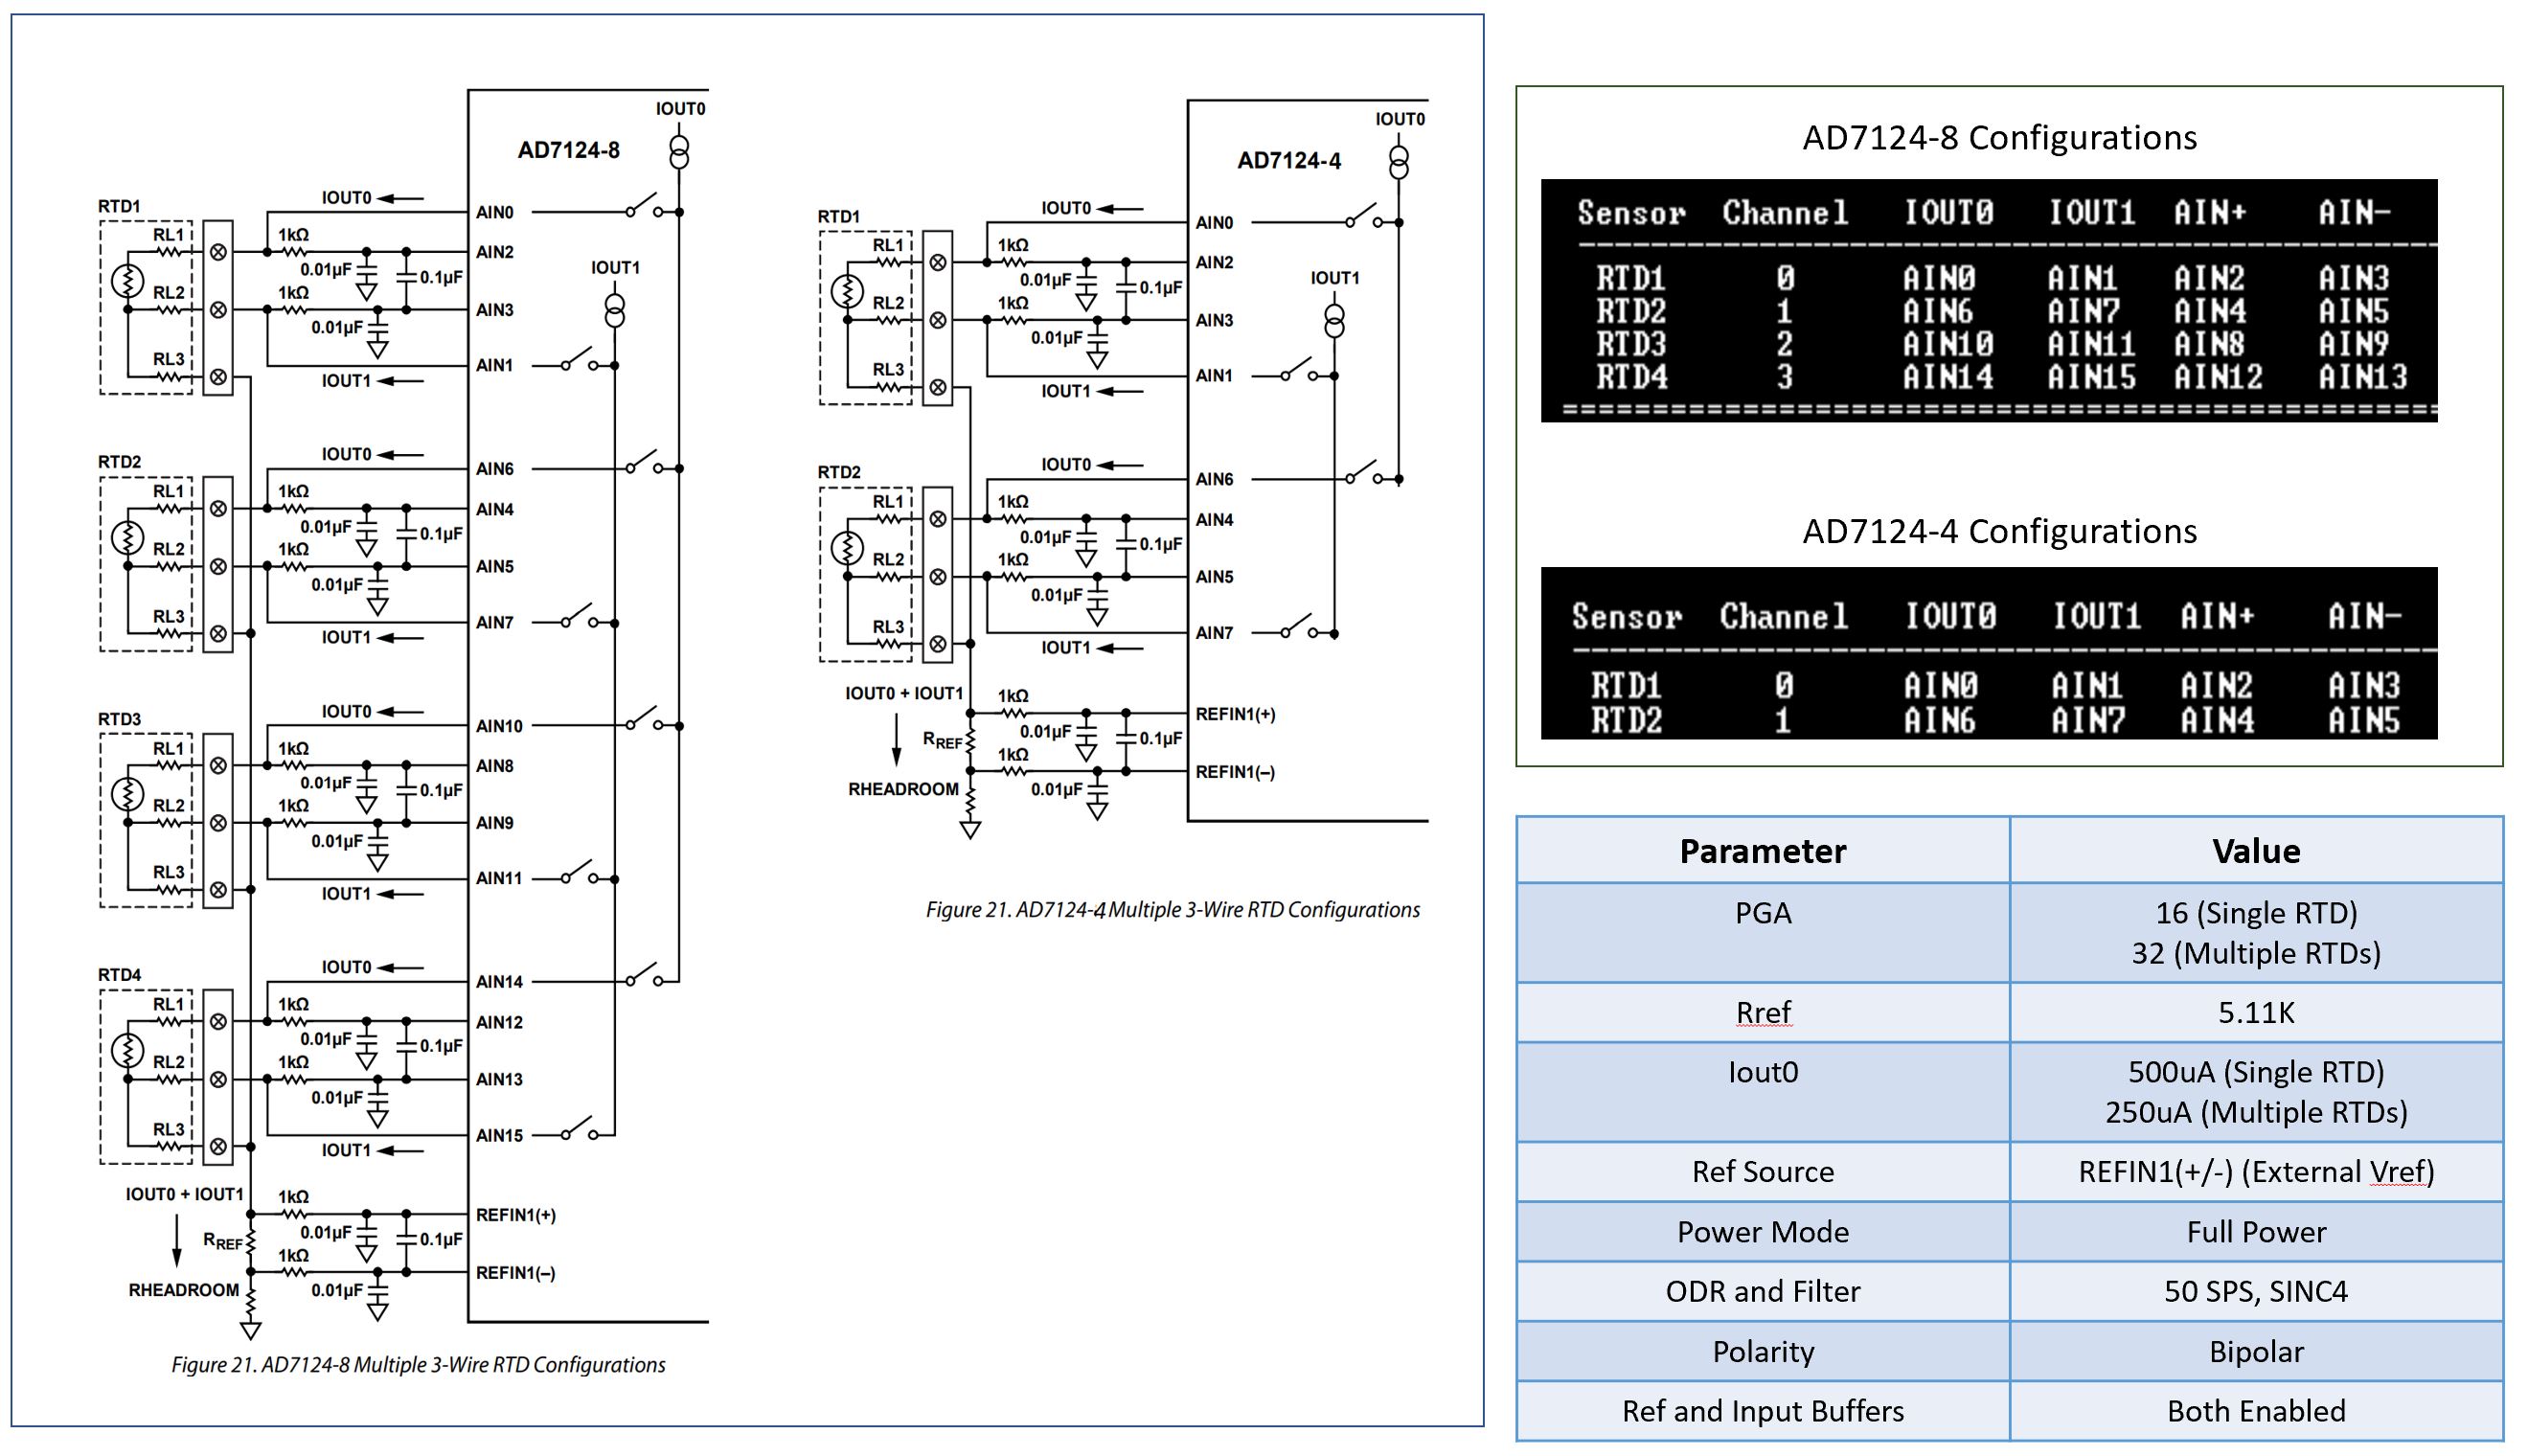 IOUT0
AD7124-8
IOUT0
RTD1
AIN0
RL1
1kΩ
AIN2
0.01µF
0.1µF
IOUT1
RL2
1kΩ
AIN3
0.01µF
RL3
AIN1
IOUT1
RTD2
IOUT0
AIN6
RL1
1kΩ
AIN4
0.01µF
0.1µF
RL2
1kΩ
AIN5
0.01µF
RL3
AIN7
IOUT1
RTD3
IOUT0
AIN10
RL1
1kΩ
AIN8
0.01µF
0.1µF
RL2
1kΩ
AIN9
0.01µF
RL3
AIN11
IOUT1
RTD4
IOUT0
AIN14
RL1
1kΩ
AIN12
0.01µF
0.1µF
RL2
1kΩ
AIN13
0.01µF
RL3
AIN15
IOUT1
IOUT0 + IOUT1
1kΩ
REFIN1(+)
0.01µF
0.1µF
RREF
1kΩ
REFIN1(–)
RHEADROOM
0.01µF
Figure 21. AD7124-8 Multiple 3-Wire RTD Configurations
IOUT0
AD7124-4
IOUT0
RTD1
AIN0
RL1
1kΩ
AIN2
0.01µF
0.1µF
IOUT1
RL2
1kΩ
AIN3
0.01µF
RL3
AIN1
IOUT1
RTD2
IOUT0
AIN6
RL1
1kΩ
AIN4
0.01µF
0.1µF
RL2
1kΩ
AIN5
0.01µF
RL3
AIN7
IOUT1
IOUT0 + IOUT1
1kΩ
REFIN1(+)
0.01µF
0.1µF
RREF
1kΩ
REFIN1(–)
RHEADROOM
0.01µF
Figure 21. AD7124-4 Multiple 3-Wire RTD Configurations
AD7124-8 Configurations
Sensor Channel IOUT0 IOUT1 AIN+ AIN-
RTD1 0 AIN0 AIN1 AIN2 AIN3
RTD2 1 AIN6 AIN7 AIN4 AIN5
RTD3 2 AIN10 AIN11 AIN8 AIN9
RTD4 3 AIN14 AIN15 AIN12 AIN13
AD7124-4 Configurations
Sensor Channel IOUT0 IOUT1 AIN+ AIN-
RTD1 0 AIN0 AIN1 AIN2 AIN3
RTD2 1 AIN6 AIN7 AIN4 AIN5
Parameter Value
PGA 16 (Single RTD)
32 (Multiple RTDs)
Rref 5.11K
Iout0 500uA (Single RTD)
250uA (Multiple RTDs)
Ref Source REFIN1(+/-) (External Vref)
Power Mode Full Power
ODR and Filter 50 SPS, SINC4
Polarity Bipolar
Ref and Input Buffers Both Enabled